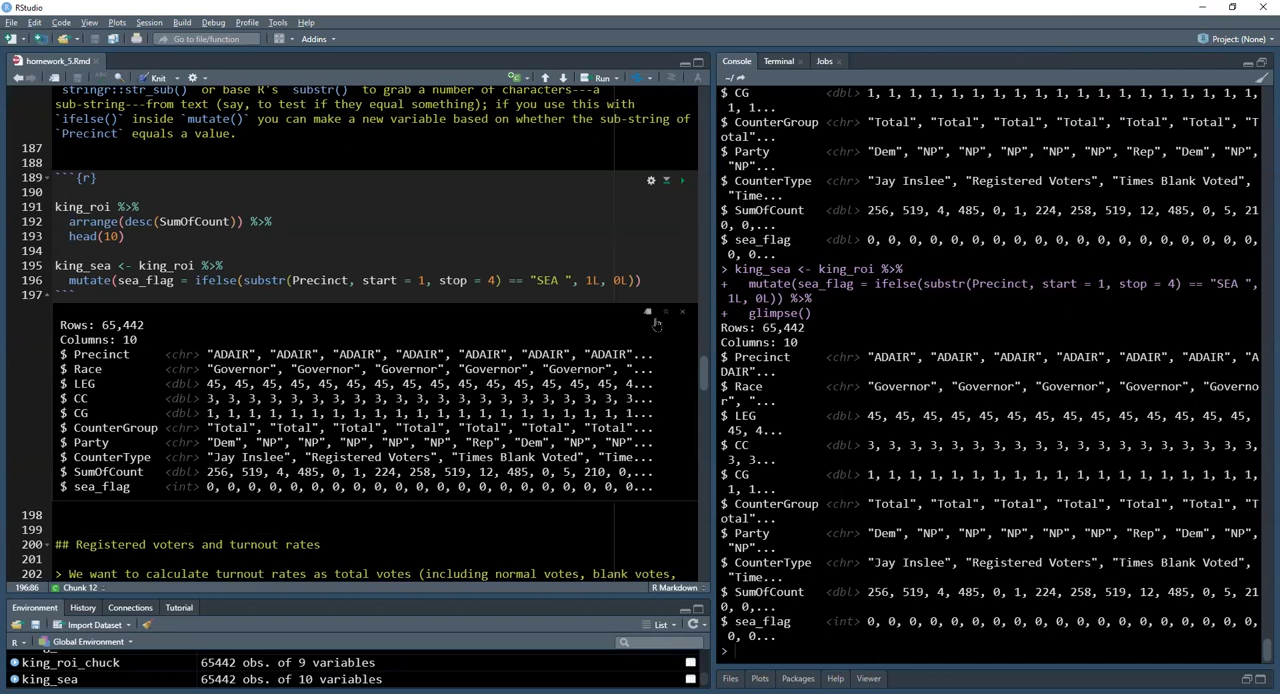 RStudio
File Edit Code View Plots Session Build Debug Profile Tools Help
Go to file/function Addins Project: (None)
homework_5.Rmd
Knit Run
`stringr::str_sub()` or base R's `substr()` to grab a number of characters---a
sub-string---from text (say, to test if they equal something); if you use this with
`ifelse()` inside `mutate()` you can make a new variable based on whether the sub-string of
`Precinct` equals a value.
187
188
189 ```{r}
190
191 king_roi %>%
192 arrange(desc(SumOfCount)) %>%
193 head(10)
194
195 king_sea <- king_roi %>%
196 mutate(sea_flag = ifelse(substr(Precinct, start = 1, stop = 4) == "SEA ", 1L, 0L))
197 ```
Rows: 65,442
Columns: 10
$ Precinct <chr> "ADAIR", "ADAIR", "ADAIR", "ADAIR", "ADAIR", "ADAIR", "ADAIR"...
$ Race <chr> "Governor", "Governor", "Governor", "Governor", "Governor", "...
$ LEG <dbl> 45, 45, 45, 45, 45, 45, 45, 45, 45, 45, 45, 45, 45, 45, 45, 4...
$ CC <dbl> 3, 3, 3, 3, 3, 3, 3, 3, 3, 3, 3, 3, 3, 3, 3, 3, 3, 3, 3, 3, 3...
$ CG <dbl> 1, 1, 1, 1, 1, 1, 1, 1, 1, 1, 1, 1, 1, 1, 1, 1, 1, 1, 1, 1, 1...
$ CounterGroup <chr> "Total", "Total", "Total", "Total", "Total", "Total", "Total"...
$ Party <chr> "Dem", "NP", "NP", "NP", "NP", "NP", "Rep", "Dem", "NP", "NP"...
$ CounterType <chr> "Jay Inslee", "Registered Voters", "Times Blank Voted", "Time...
$ SumOfCount <dbl> 256, 519, 4, 485, 0, 1, 224, 258, 519, 12, 485, 0, 5, 210, 0,...
$ sea_flag <int> 0, 0, 0, 0, 0, 0, 0, 0, 0, 0, 0, 0, 0, 0, 0, 0, 0, 0, 0, 0, 0...
198
199
200 ## Registered voters and turnout rates
201
202 > We want to calculate turnout rates as total votes (including normal votes, blank votes,
196:86 Chunk 12 R Markdown
Environment History Connections Tutorial
Import Dataset List
R Global Environment
king_roi_chuck 65442 obs. of 9 variables
king_sea 65442 obs. of 10 variables
Console Terminal Jobs
~/
$ CG <dbl> 1, 1, 1, 1, 1, 1, 1, 1, 1, 1, 1, 1, 1, 1, 1, 1,
1, 1...
$ CounterGroup <chr> "Total", "Total", "Total", "Total", "Total", "T
otal"...
$ Party <chr> "Dem", "NP", "NP", "NP", "NP", "NP", "Rep", "Dem", "NP",
"NP"...
$ CounterType <chr> "Jay Inslee", "Registered Voters", "Times Blank Voted",
"Time...
$ SumOfCount <dbl> 256, 519, 4, 485, 0, 1, 224, 258, 519, 12, 485, 0, 5, 21
0, 0,...
$ sea_flag <dbl> 0, 0, 0, 0, 0, 0, 0, 0, 0, 0, 0, 0, 0, 0, 0, 0, 0, 0, 0,
0, 0...
> king_sea <- king_roi %>%
+ mutate(sea_flag = ifelse(substr(Precinct, start = 1, stop = 4) == "SEA ",
1L, 0L)) %>%
+ glimpse()
Rows: 65,442
Columns: 10
$ Precinct <chr> "ADAIR", "ADAIR", "ADAIR", "ADAIR", "ADAIR", "ADAIR", "A
DAIR"...
$ Race <chr> "Governor", "Governor", "Governor", "Governor", "Governo
r", "...
$ LEG <dbl> 45, 45, 45, 45, 45, 45, 45, 45, 45, 45, 45, 45, 45, 45,
45, 4...
$ CC <dbl> 3, 3, 3, 3, 3, 3, 3, 3, 3, 3, 3, 3, 3, 3, 3, 3, 3, 3, 3,
3, 3...
$ CG <dbl> 1, 1, 1, 1, 1, 1, 1, 1, 1, 1, 1, 1, 1, 1, 1, 1, 1, 1, 1,
1, 1...
$ CounterGroup <chr> "Total", "Total", "Total", "Total", "Total", "Total", "T
otal"...
$ Party <chr> "Dem", "NP", "NP", "NP", "NP", "NP", "Rep", "Dem", "NP",
"NP"...
$ CounterType <chr> "Jay Inslee", "Registered Voters", "Times Blank Voted",
"Time...
$ SumOfCount <dbl> 256, 519, 4, 485, 0, 1, 224, 258, 519, 12, 485, 0, 5, 21
0, 0,...
$ sea_flag <int> 0, 0, 0, 0, 0, 0, 0, 0, 0, 0, 0, 0, 0, 0, 0, 0, 0, 0, 0,
0, 0...
>
Files Plots Packages Help Viewer